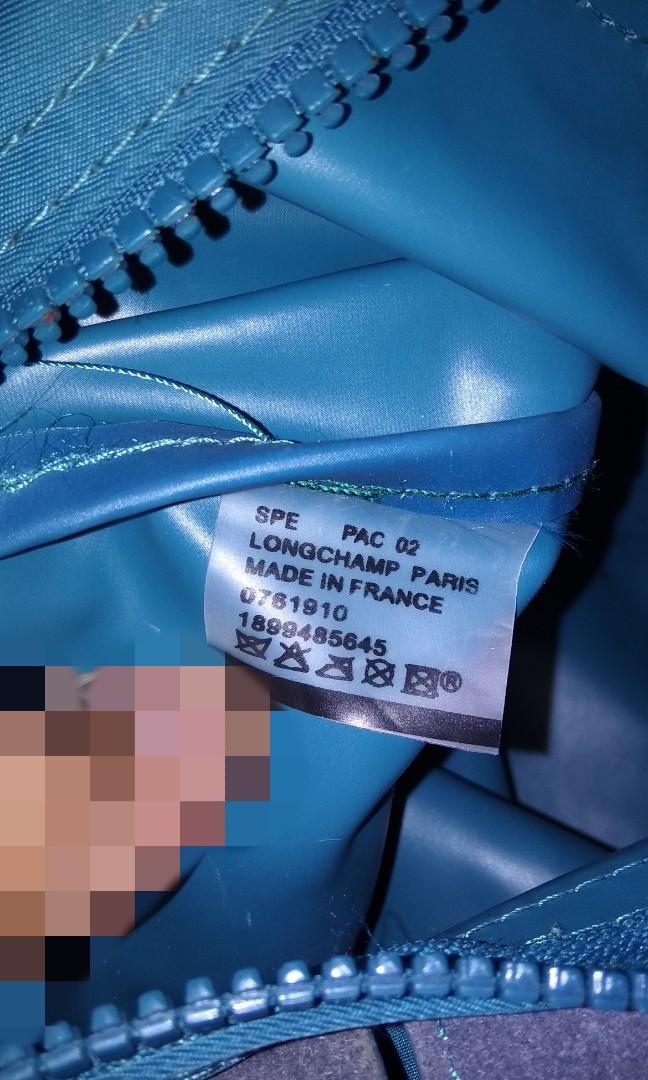 SPE PAC 02
LONGCHAMP PARIS
MADE IN FRANCE
0761910
1899485645
®